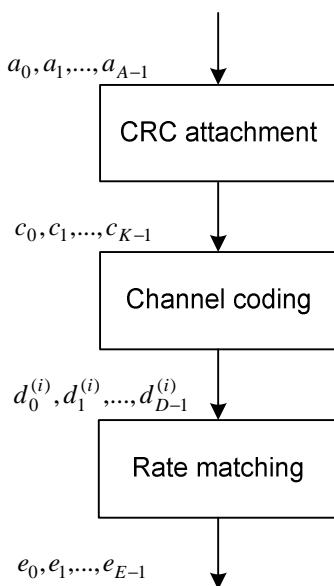 a_0, a_1,..., a_{A-1}
CRC attachment
c_0, c_1,..., c_{K-1}
Channel coding
d_0^{(i)}, d_1^{(i)},..., d_{D-1}^{(i)}
Rate matching
e_0, e_1,..., e_{E-1}